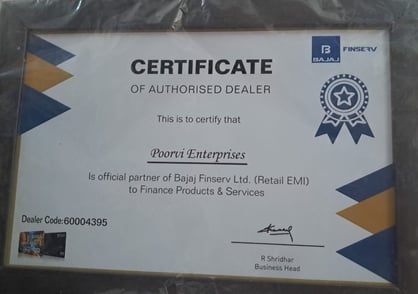 BAJAJ FINSERV
CERTIFICATE
OF AUTHORISED DEALER
This is to certify that
Poorvi Enterprises
Is official partner of Bajaj Finserv Ltd. (Retail EMI)
to Finance Products & Services
Dealer Code:60004395
R Shridhar
Business Head